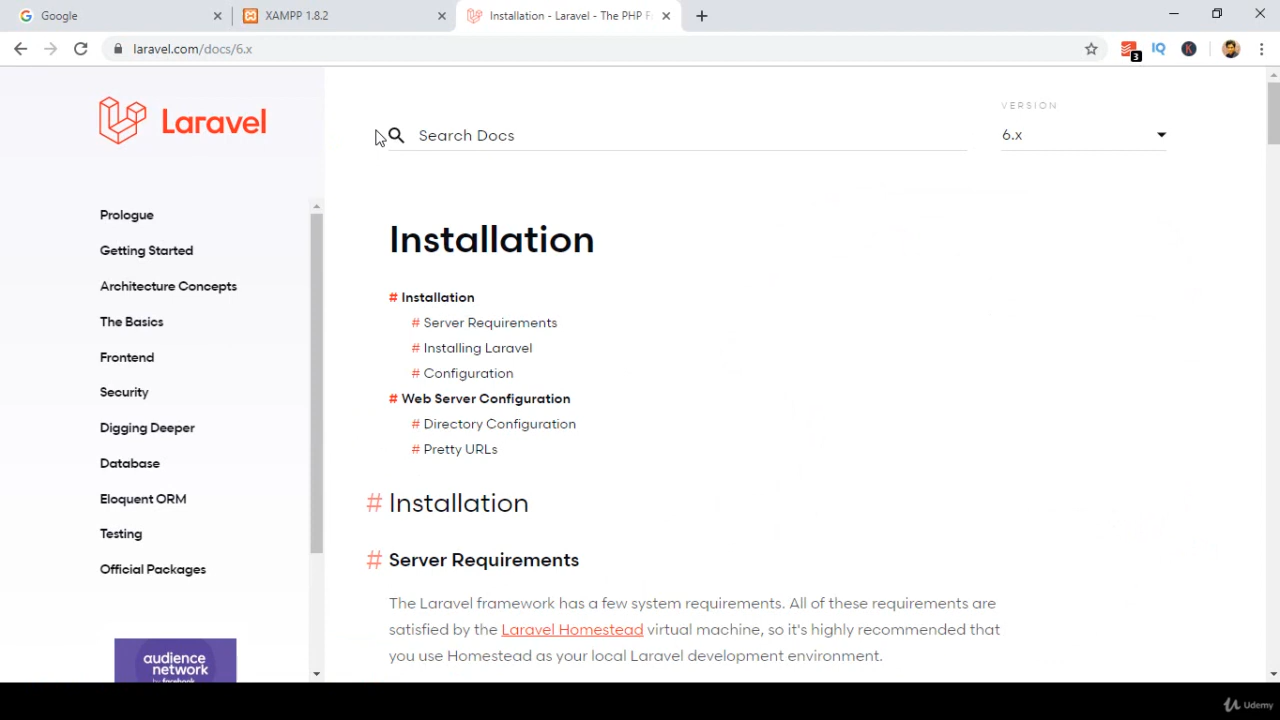 Google
XAMPP 1.8.2
Installation - Laravel - The PHP F
laravel.com/docs/6.x
3
IQ
K
Laravel
Search Docs
VERSION
6.x
Prologue
Getting Started
Architecture Concepts
The Basics
Frontend
Security
Digging Deeper
Database
Eloquent ORM
Testing
Official Packages
audience
network
by facebook
Installation
# Installation
# Server Requirements
# Installing Laravel
# Configuration
# Web Server Configuration
# Directory Configuration
# Pretty URLs
# Installation
# Server Requirements
The Laravel framework has a few system requirements. All of these requirements are
satisfied by the Laravel Homestead virtual machine, so it's highly recommended that
you use Homestead as your local Laravel development environment.
Udemy